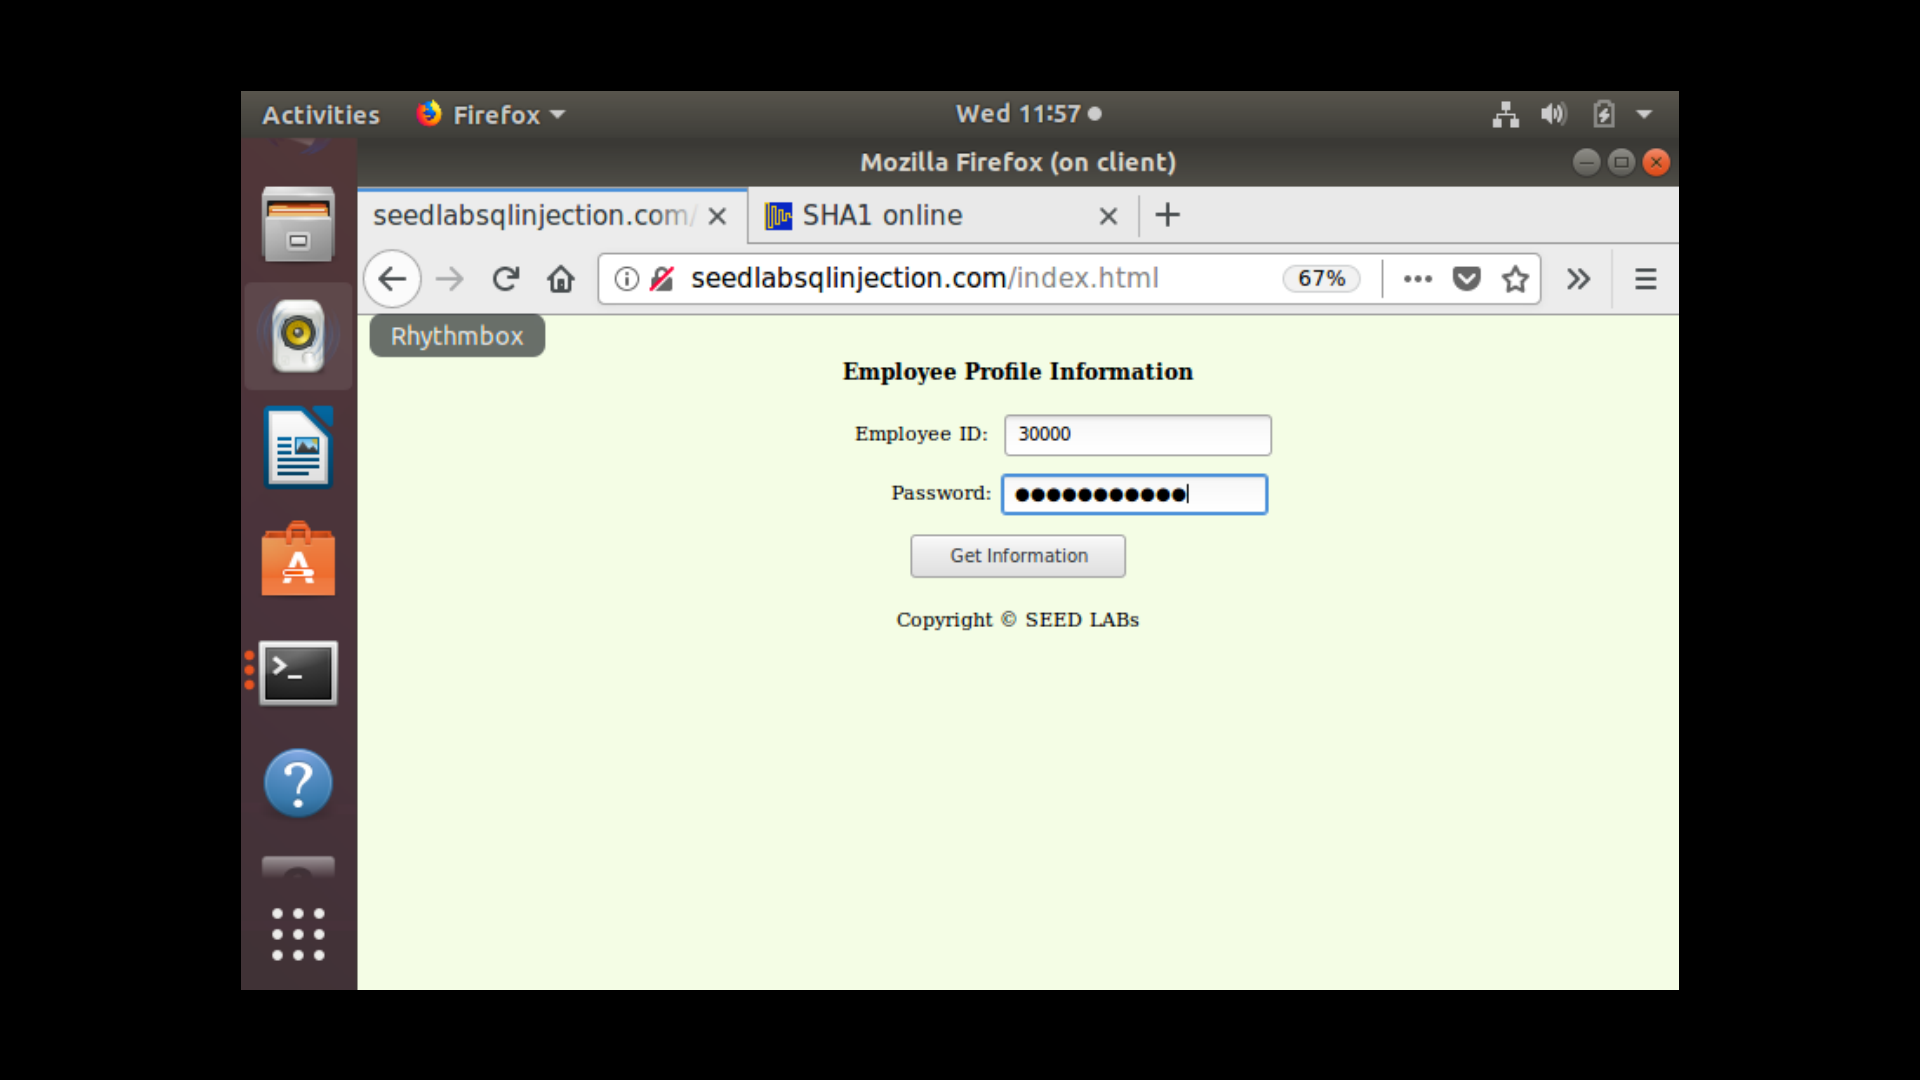 Activities Firefox Wed 11:57
Mozilla Firefox (on client)
seedlabsqlinjection.com/ SHA1 online
seedlabsqlinjection.com/index.html 67%
Rhythmbox
Employee Profile Information
Employee ID: 30000
Password: ●●●●●●●●●●●
Get Information
Copyright © SEED LABs